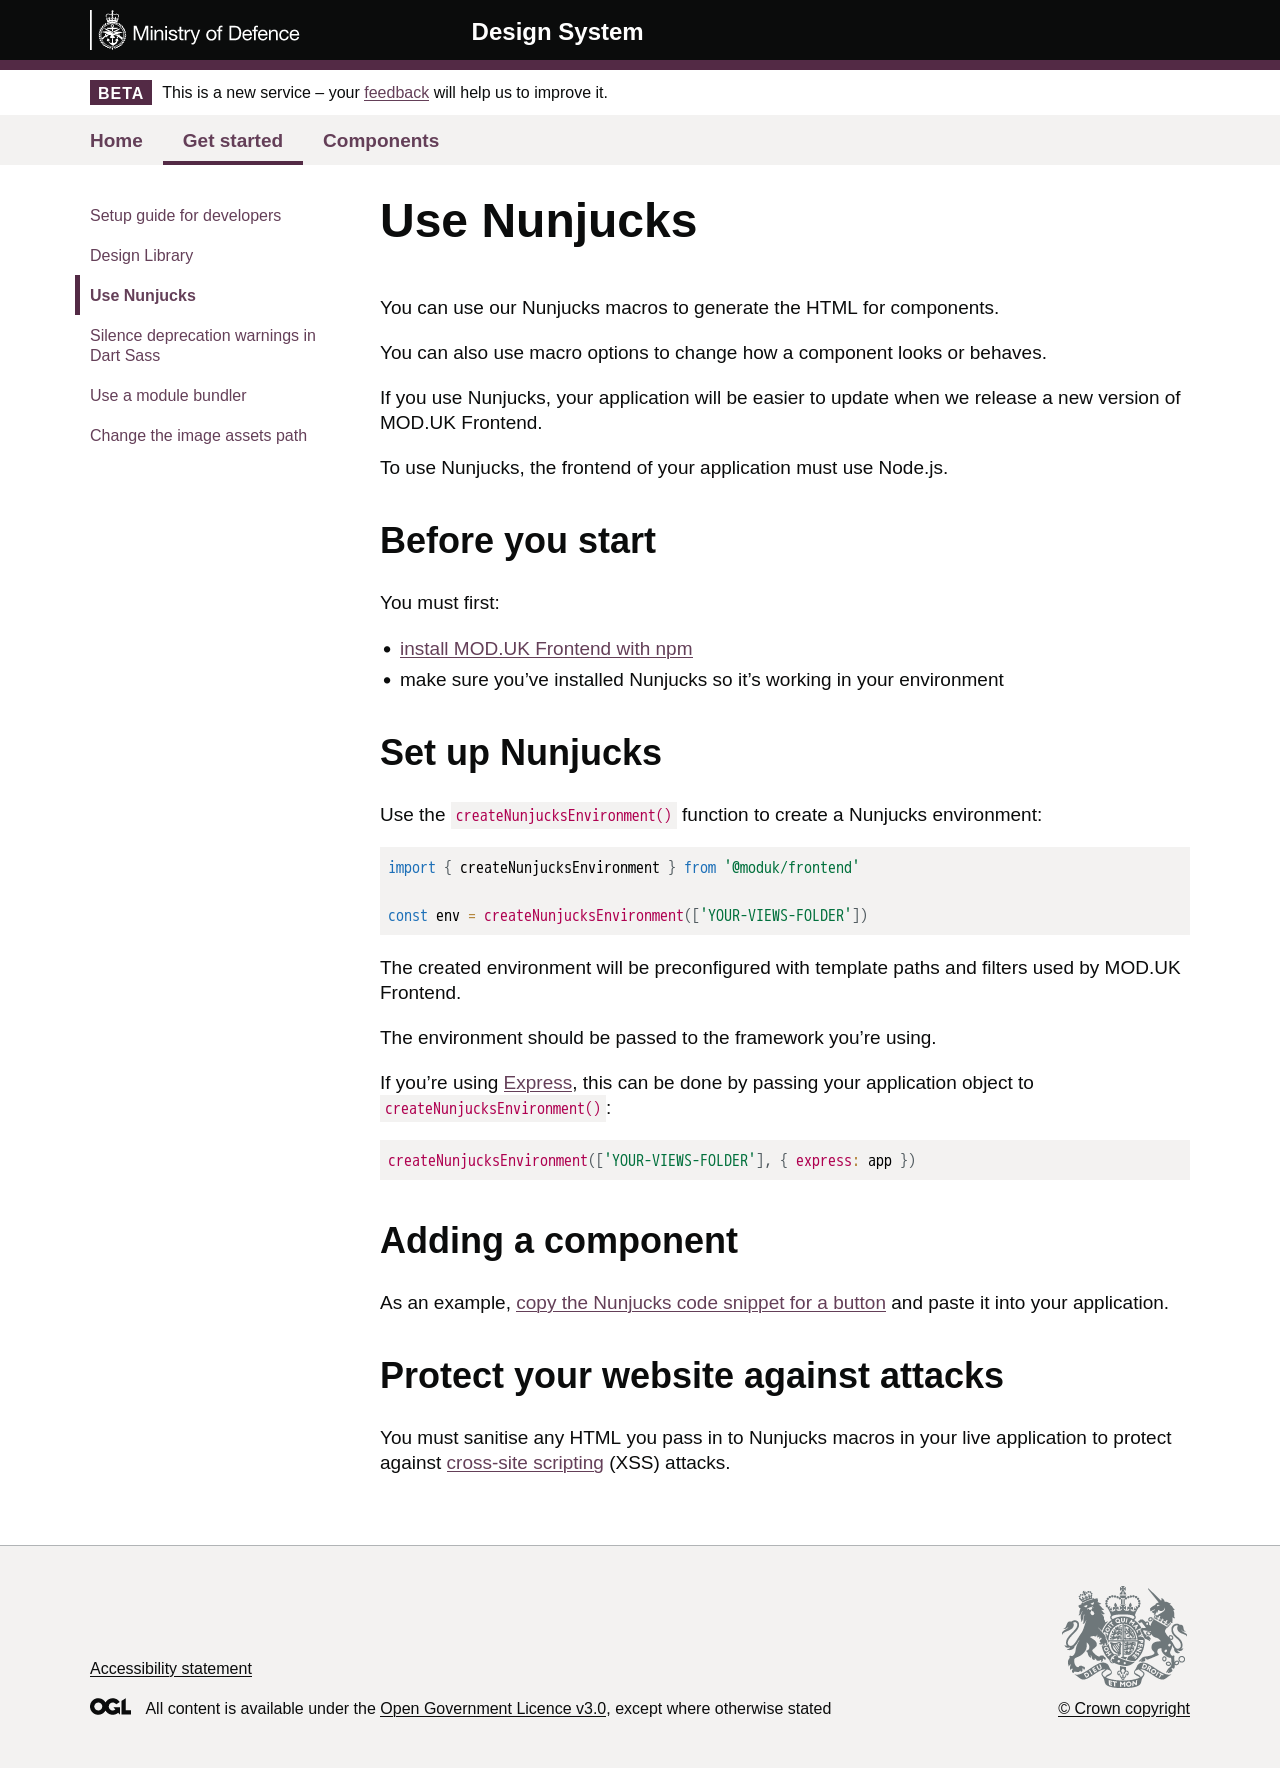 Ministry of Defence
Design System
BETA This is a new service – your feedback will help us to improve it.
Home Get started Components
Setup guide for developers
Design Library
Use Nunjucks
Silence deprecation warnings in
Dart Sass
Use a module bundler
Change the image assets path
Use Nunjucks
You can use our Nunjucks macros to generate the HTML for components.
You can also use macro options to change how a component looks or behaves.
If you use Nunjucks, your application will be easier to update when we release a new version of
MOD.UK Frontend.
To use Nunjucks, the frontend of your application must use Node.js.
Before you start
You must first:
• install MOD.UK Frontend with npm
• make sure you’ve installed Nunjucks so it’s working in your environment
Set up Nunjucks
Use the createNunjucksEnvironment() function to create a Nunjucks environment:
import { createNunjucksEnvironment } from '@moduk/frontend'
const env = createNunjucksEnvironment(['YOUR-VIEWS-FOLDER'])
The created environment will be preconfigured with template paths and filters used by MOD.UK
Frontend.
The environment should be passed to the framework you’re using.
If you’re using Express, this can be done by passing your application object to
createNunjucksEnvironment():
createNunjucksEnvironment(['YOUR-VIEWS-FOLDER'], { express: app })
Adding a component
As an example, copy the Nunjucks code snippet for a button and paste it into your application.
Protect your website against attacks
You must sanitise any HTML you pass in to Nunjucks macros in your live application to protect
against cross-site scripting (XSS) attacks.
Accessibility statement
OGL All content is available under the Open Government Licence v3.0, except where otherwise stated
DIEU ET MON DROIT
© Crown copyright